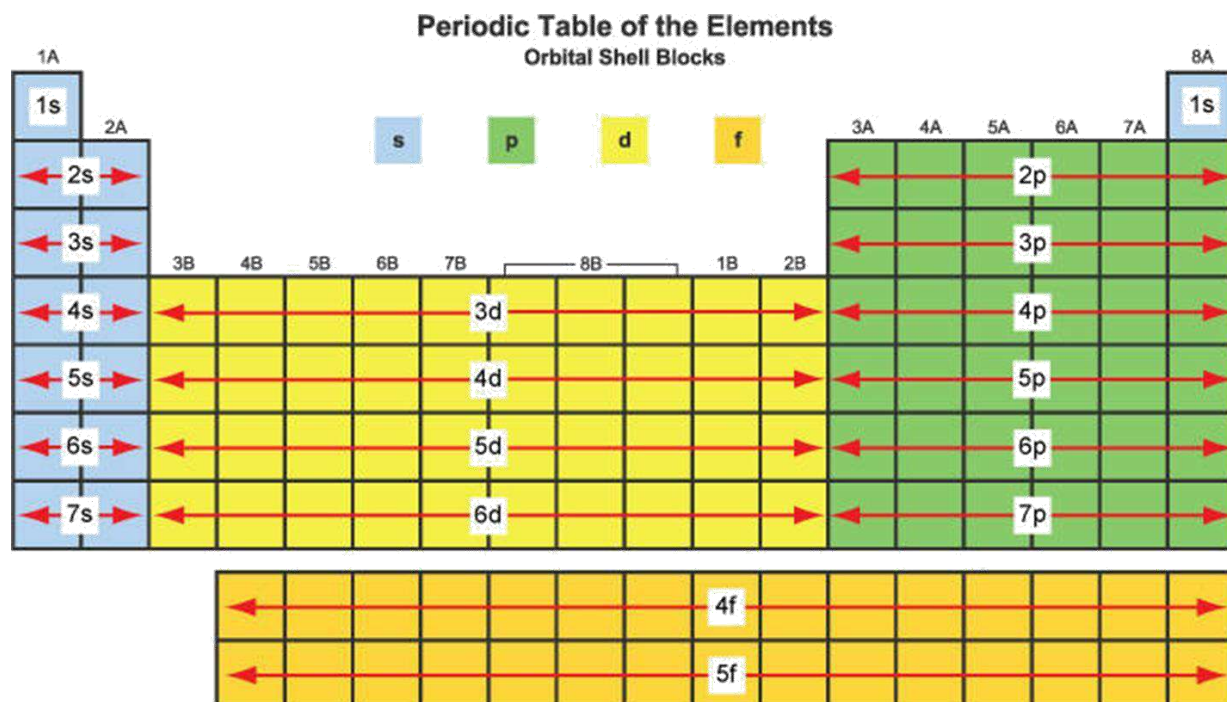 Periodic Table of the Elements
Orbital Shell Blocks
1A 8A
1s 1s
2A s p d f 3A 4A 5A 6A 7A
2s 2p
3s 3p
3B 4B 5B 6B 7B 8B 1B 2B
4s 3d 4p
5s 4d 5p
6s 5d 6p
7s 6d 7p
4f
5f